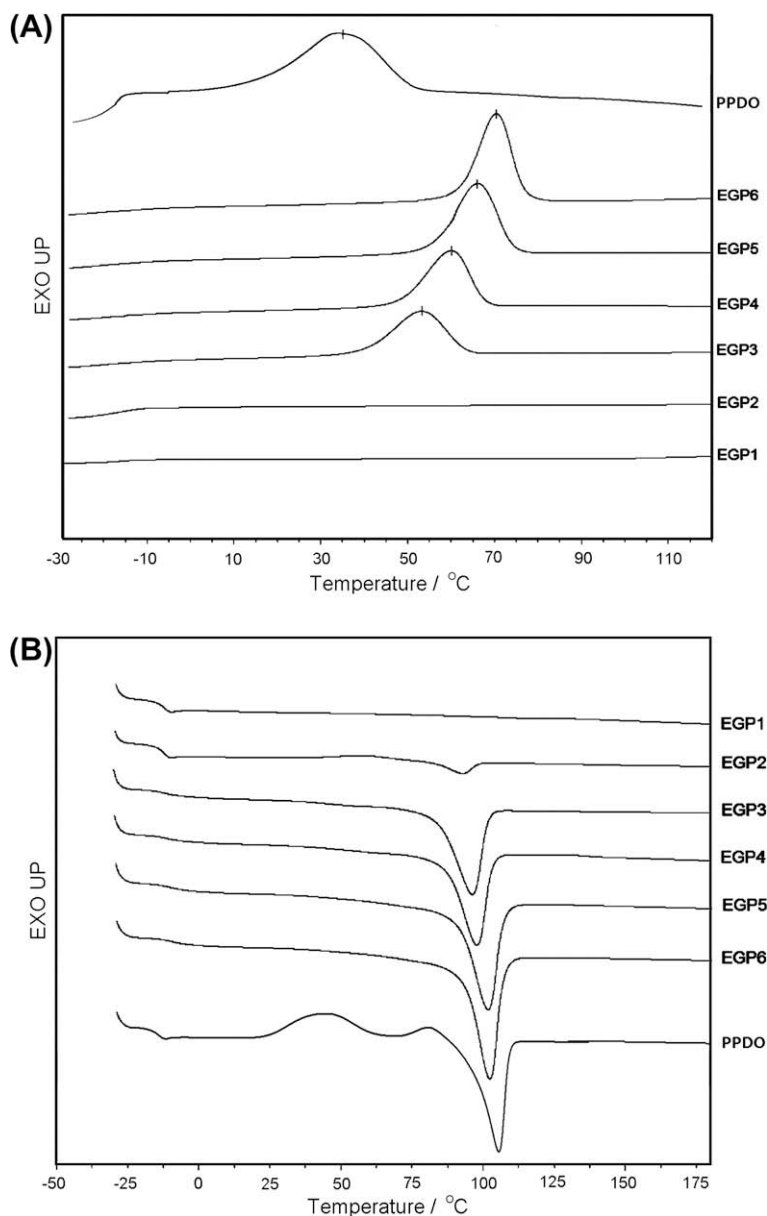 (A)
EXO UP
PPDO
EGP6
EGP5
EGP4
EGP3
EGP2
EGP1
-30 -10 10 30 50 70 90 110
Temperature / °C
(B)
EXO UP
EGP1
EGP2
EGP3
EGP4
EGP5
EGP6
PPDO
-50 -25 0 25 50 75 100 125 150 180
Temperature / °C